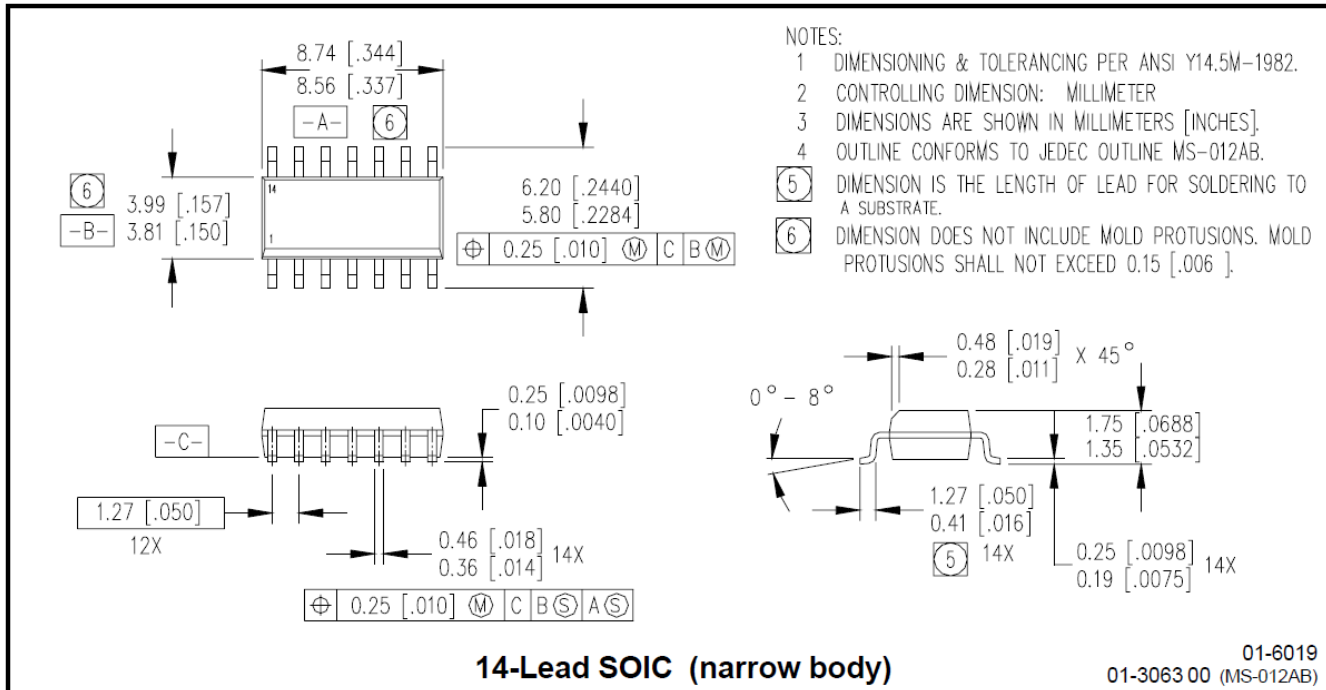 8.74 [.344]
8.56 [.337]
-A- 6
6 3.99 [.157]
-B- 3.81 [.150]
14
1
6.20 [.2440]
5.80 [.2284]
⌖ 0.25 [.010] Ⓜ C B Ⓜ
NOTES:
1 DIMENSIONING & TOLERANCING PER ANSI Y14.5M-1982.
2 CONTROLLING DIMENSION: MILLIMETER
3 DIMENSIONS ARE SHOWN IN MILLIMETERS [INCHES].
4 OUTLINE CONFORMS TO JEDEC OUTLINE MS-012AB.
5 DIMENSION IS THE LENGTH OF LEAD FOR SOLDERING TO
A SUBSTRATE.
6 DIMENSION DOES NOT INCLUDE MOLD PROTUSIONS. MOLD
PROTUSIONS SHALL NOT EXCEED 0.15 [.006 ].
-C-
0.25 [.0098]
0.10 [.0040]
1.27 [.050]
12X
0.46 [.018]
0.36 [.014] 14X
⌖ 0.25 [.010] Ⓜ C B Ⓢ A Ⓢ
0.48 [.019]
0.28 [.011] X 45°
0° - 8°
1.75 [.0688]
1.35 [.0532]
1.27 [.050]
0.41 [.016]
5 14X
0.25 [.0098]
0.19 [.0075] 14X
14-Lead SOIC (narrow body)
01-6019
01-3063 00 (MS-012AB)